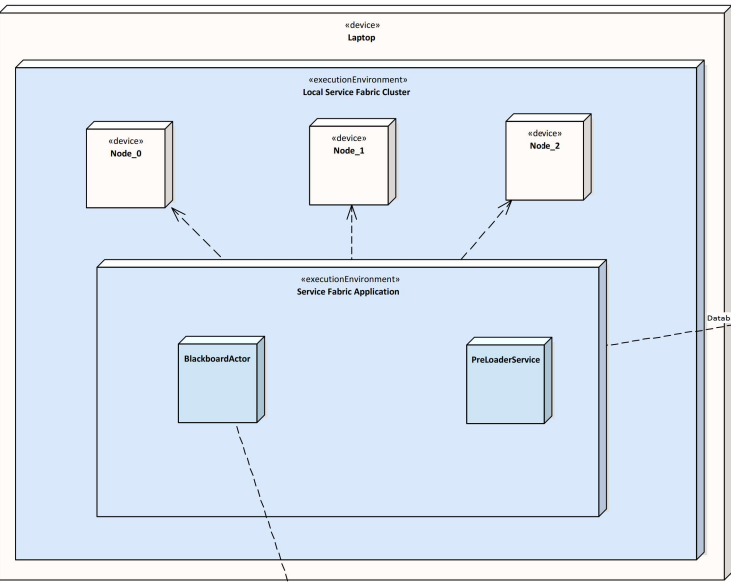 «device»
Laptop
«executionEnvironment»
Local Service Fabric Cluster
«device»
Node_0
«device»
Node_1
«device»
Node_2
«executionEnvironment»
Service Fabric Application
BlackboardActor
PreLoaderService
Datab